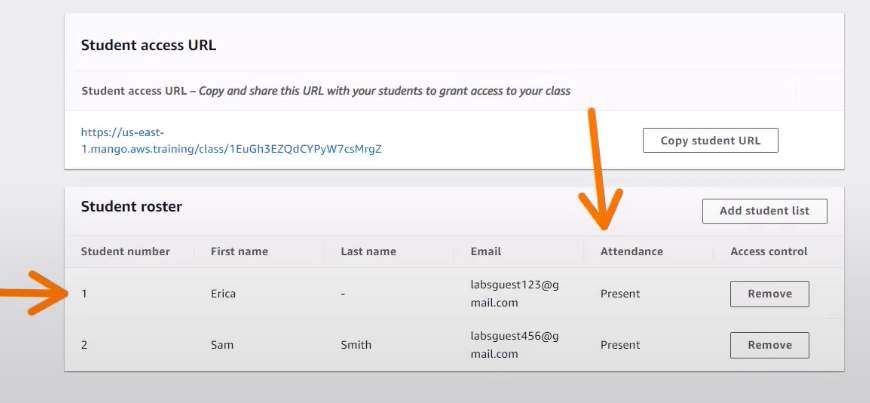 Student access URL
Student access URL – Copy and share this URL with your students to grant access to your class
https://us-east-
1.mango.aws.training/class/1EuGh3EZQdCYPyW7csMrgZ
Copy student URL
Student roster
Add student list
Student number First name Last name Email Attendance Access control
1 Erica - labsguest123@g
mail.com Present Remove
2 Sam Smith labsguest456@g
mail.com Present Remove